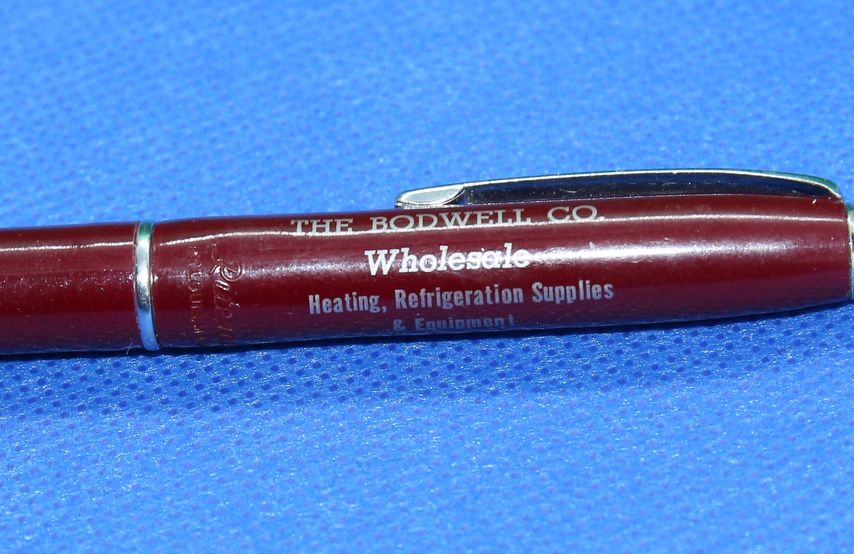 THE BODWELL CO.
Wholesale
Heating, Refrigeration Supplies
& Equipment